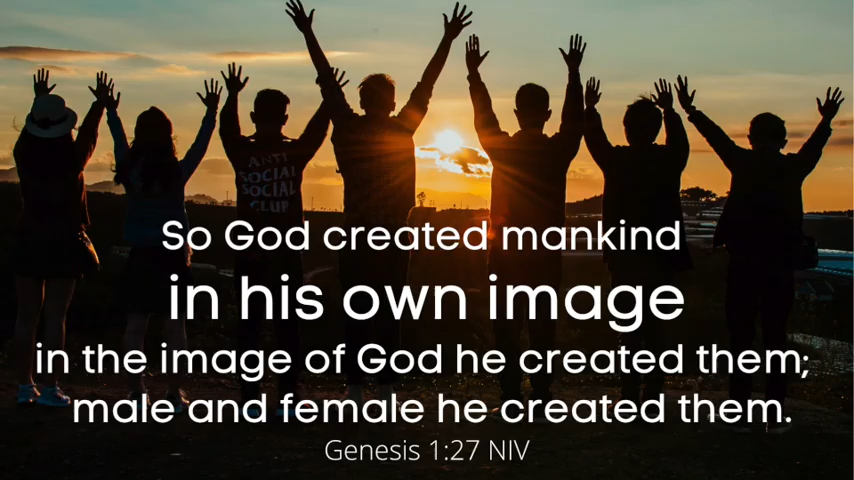 ANTI
SOCIAL
SOCIAL
CLUB
So God created mankind
in his own image
in the image of God he created them;
male and female he created them.
Genesis 1:27 NIV